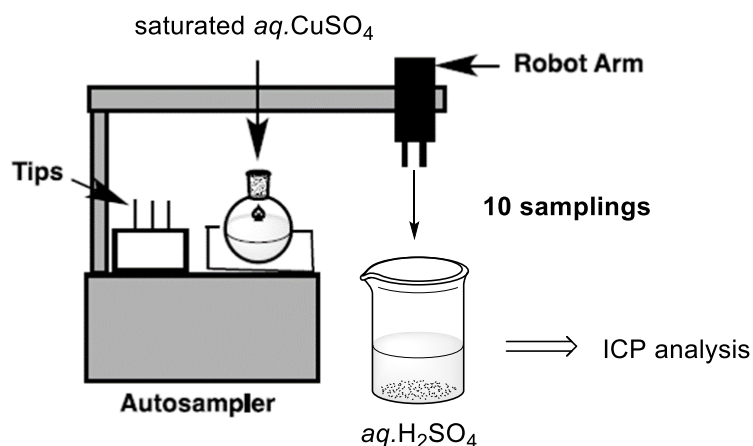 saturated aq.CuSO₄
Robot Arm
Tips
10 samplings
ICP analysis
Autosampler
aq.H₂SO₄